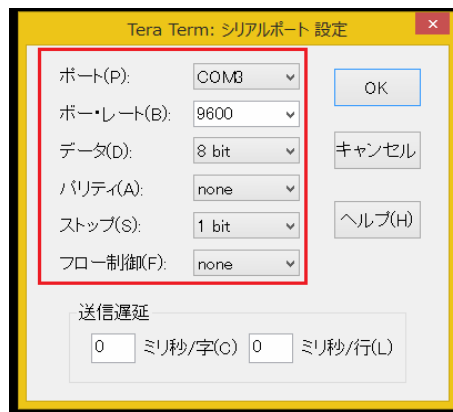 Tera Term: シリアルポート 設定
×
ポート(P): COM3
OK
ボー・レート(B): 9600
データ(D): 8 bit
キャンセル
パリティ(A): none
ストップ(S): 1 bit
ヘルプ(H)
フロー制御(F): none
送信遅延
0 ミリ秒/字(C) 0 ミリ秒/行(L)